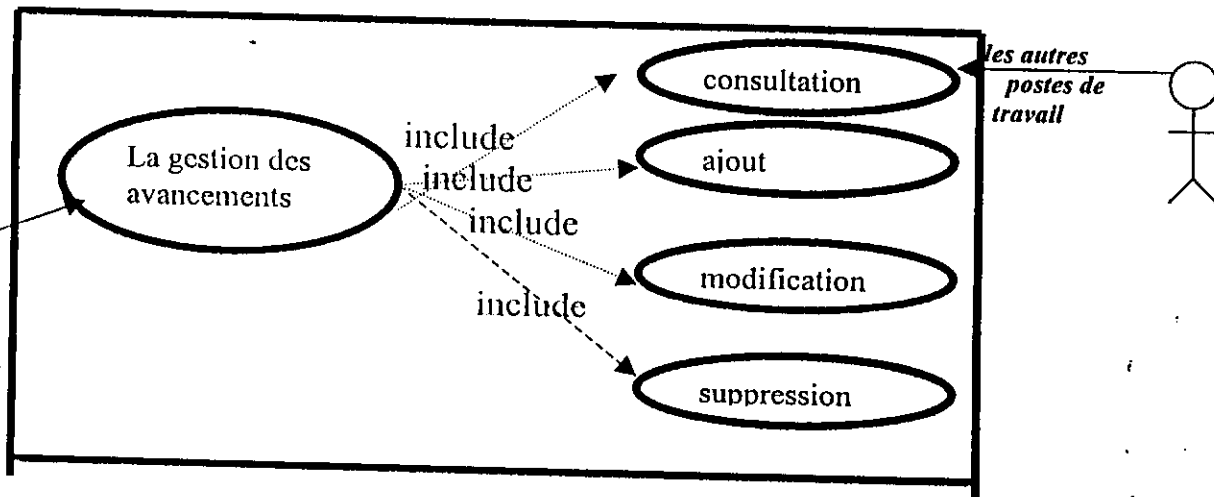 les autres
postes de
travail
consultation
include
La gestion des
avancements
include
ajout
include
modification
include
suppression